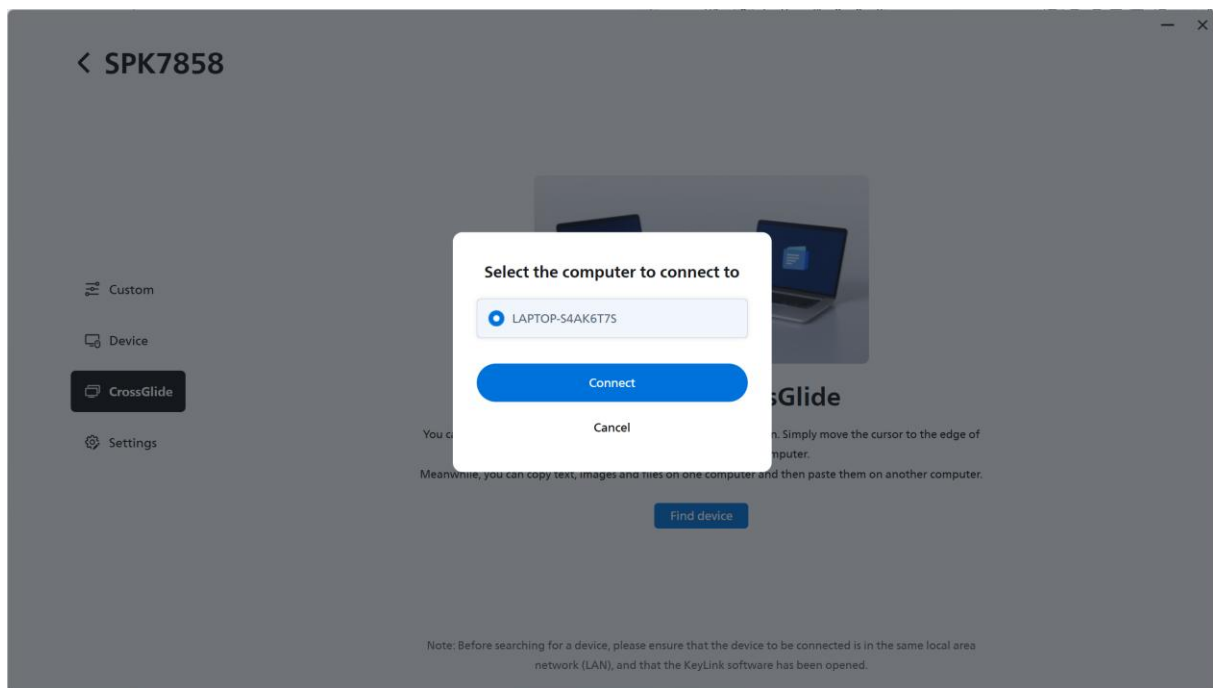 SPK7858
Custom
Device
CrossGlide
Settings
Select the computer to connect to
LAPTOP-S4AK6T7S
Connect
Cancel
sGlide
You ca n. Simply move the cursor to the edge of
mputer.
Meanwhile, you can copy text, images and files on one computer and then paste them on another computer.
Find device
Note: Before searching for a device, please ensure that the device to be connected is in the same local area
network (LAN), and that the KeyLink software has been opened.